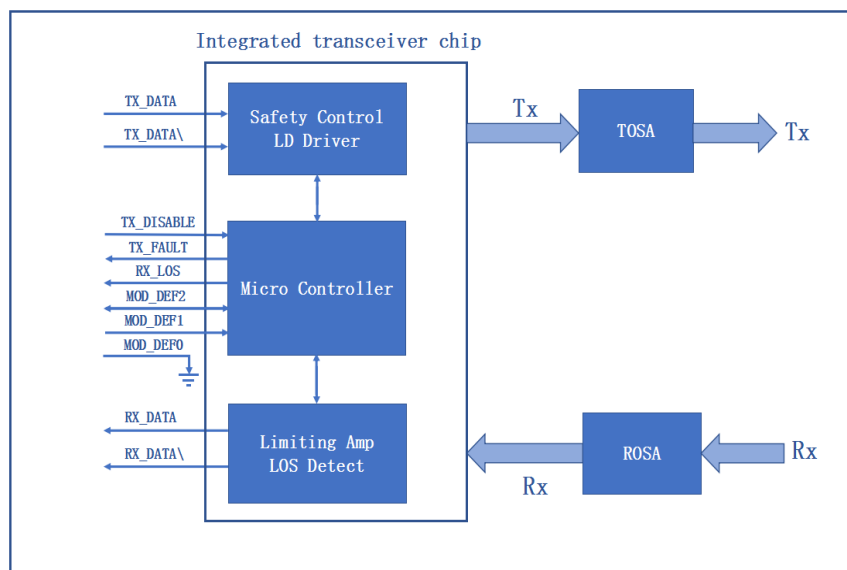 Integrated transceiver chip
TX_DATA
TX_DATA\
Safety Control
LD Driver
Tx
TOSA
Tx
TX_DISABLE
TX_FAULT
RX_LOS
MOD_DEF2
MOD_DEF1
MOD_DEF0
Micro Controller
RX_DATA
RX_DATA\
Limiting Amp
LOS Detect
Rx
ROSA
Rx